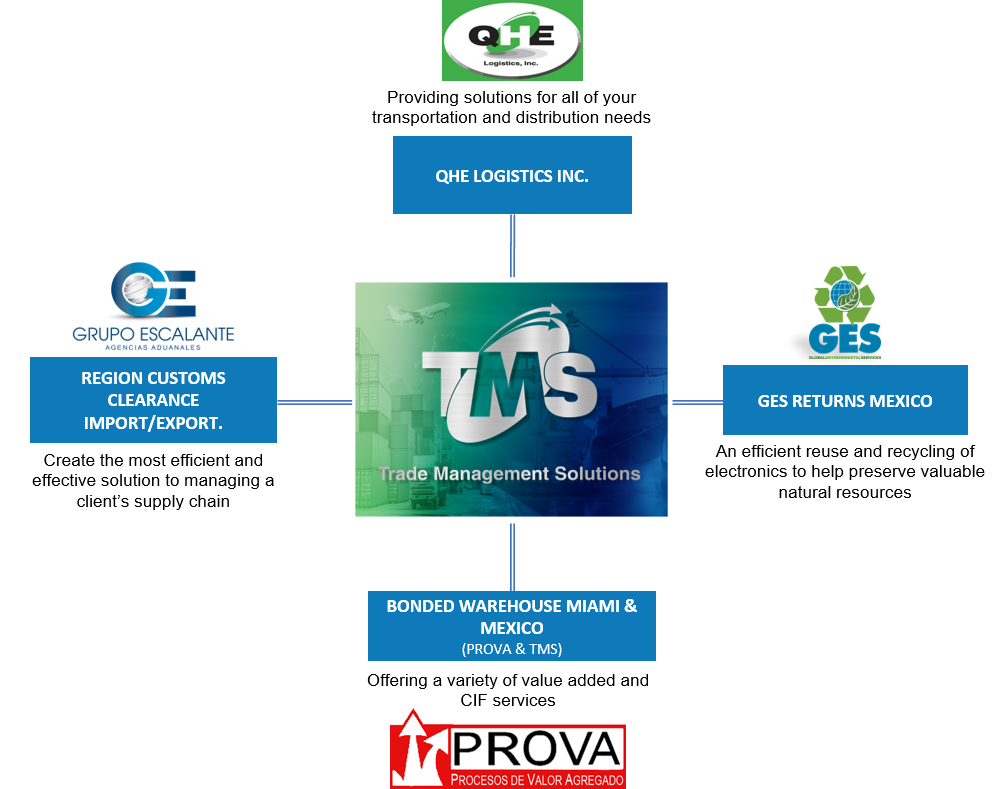 QHE
Logistics, Inc.
Providing solutions for all of your
transportation and distribution needs
QHE LOGISTICS INC.
GE
GRUPO ESCALANTE
AGENCIAS ADUANALES
REGION CUSTOMS
CLEARANCE
IMPORT/EXPORT.
Create the most efficient and
effective solution to managing a
client’s supply chain
TMS
Trade Management Solutions
GES
GLOBAL ENVIRONMENTAL SERVICES
GES RETURNS MEXICO
An efficient reuse and recycling of
electronics to help preserve valuable
natural resources
BONDED WAREHOUSE MIAMI &
MEXICO
(PROVA & TMS)
Offering a variety of value added and
CIF services
PROVA
PROCESOS DE VALOR AGREGADO